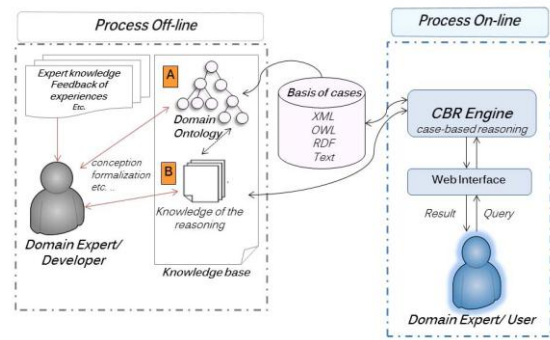 Process Off-line
Expert knowledge
Feedback of
experiences
Etc.
A
Domain
Ontology
conception
formalization
etc. ..
B
Knowledge of the
reasoning
Domain Expert/
Developer
Knowledge base
Basis of cases
XML
OWL
RDF
Text
Process On-line
CBR Engine
case-based reasoning
Web Interface
Result
Query
Domain Expert/ User